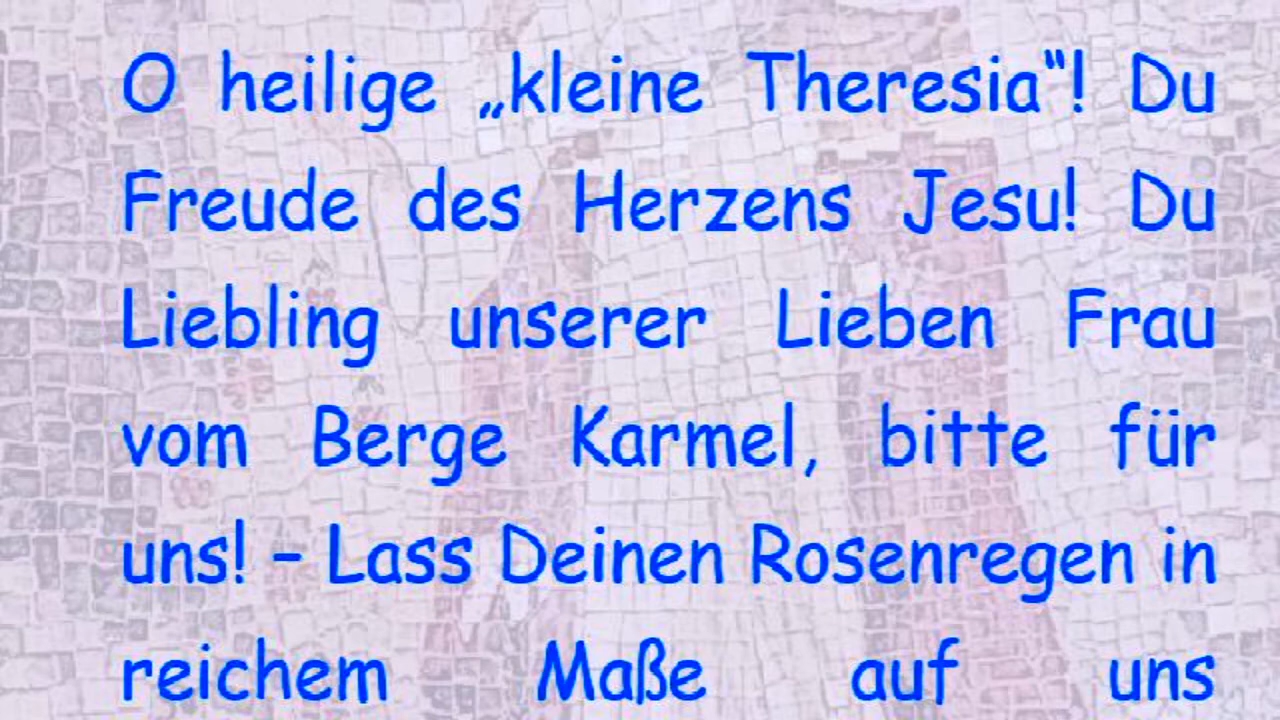 O heilige „kleine Theresia“! Du
Freude des Herzens Jesu! Du
Liebling unserer Lieben Frau
vom Berge Karmel, bitte für
uns! – Lass Deinen Rosenregen in
reichem Maße auf uns